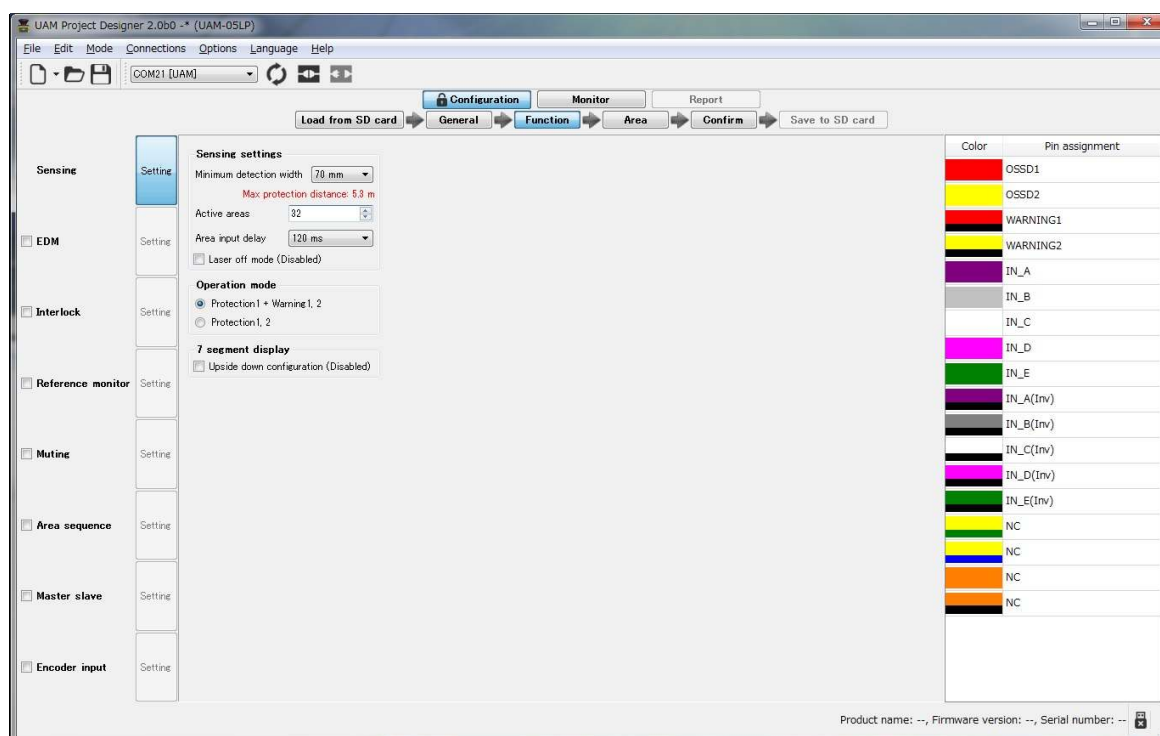 UAM Project Designer 2.0b0 -* (UAM-05LP)
File Edit Mode Connections Options Language Help
COM21 [UAM]
Configuration Monitor Report
Load from SD card General Function Area Confirm Save to SD card
Sensing Setting
EDM Setting
Interlock Setting
Reference monitor Setting
Muting Setting
Area sequence Setting
Master slave Setting
Encoder input Setting
Sensing settings
Minimum detection width 70 mm
Max protection distance: 5.3 m
Active areas 32
Area input delay 120 ms
Laser off mode (Disabled)
Operation mode
Protection1 + Warning1, 2
Protection1, 2
7 segment display
Upside down configuration (Disabled)
Color Pin assignment
OSSD1
OSSD2
WARNING1
WARNING2
IN_A
IN_B
IN_C
IN_D
IN_E
IN_A(Inv)
IN_B(Inv)
IN_C(Inv)
IN_D(Inv)
IN_E(Inv)
NC
NC
NC
NC
Product name: --, Firmware version: --, Serial number: --